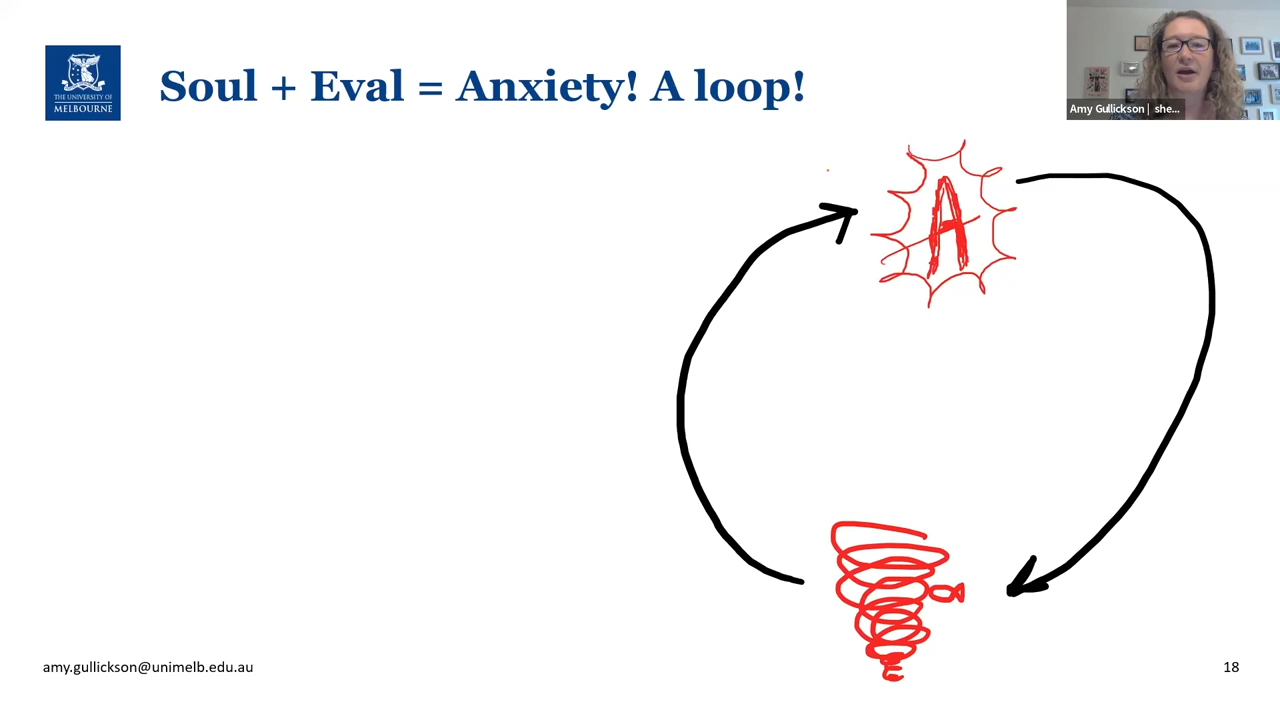 THE UNIVERSITY OF
MELBOURNE
Soul + Eval = Anxiety! A loop!
Amy Gullickson| she...
A
E
amy.gullickson@unimelb.edu.au
18